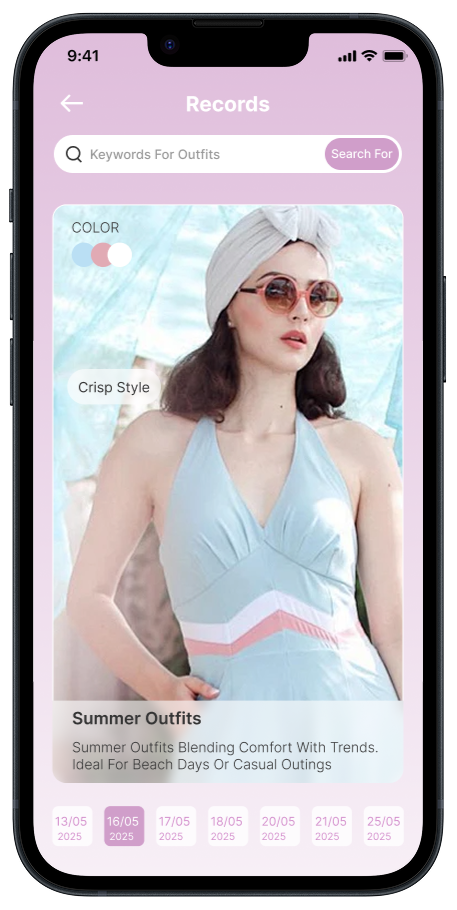 9:41
Records
Keywords For Outfits
Search For
COLOR
Crisp Style
Summer Outfits
Summer Outfits Blending Comfort With Trends.
Ideal For Beach Days Or Casual Outings
13/05 16/05 17/05 18/05 20/05 21/05 25/05
2025 2025 2025 2025 2025 2025 2025